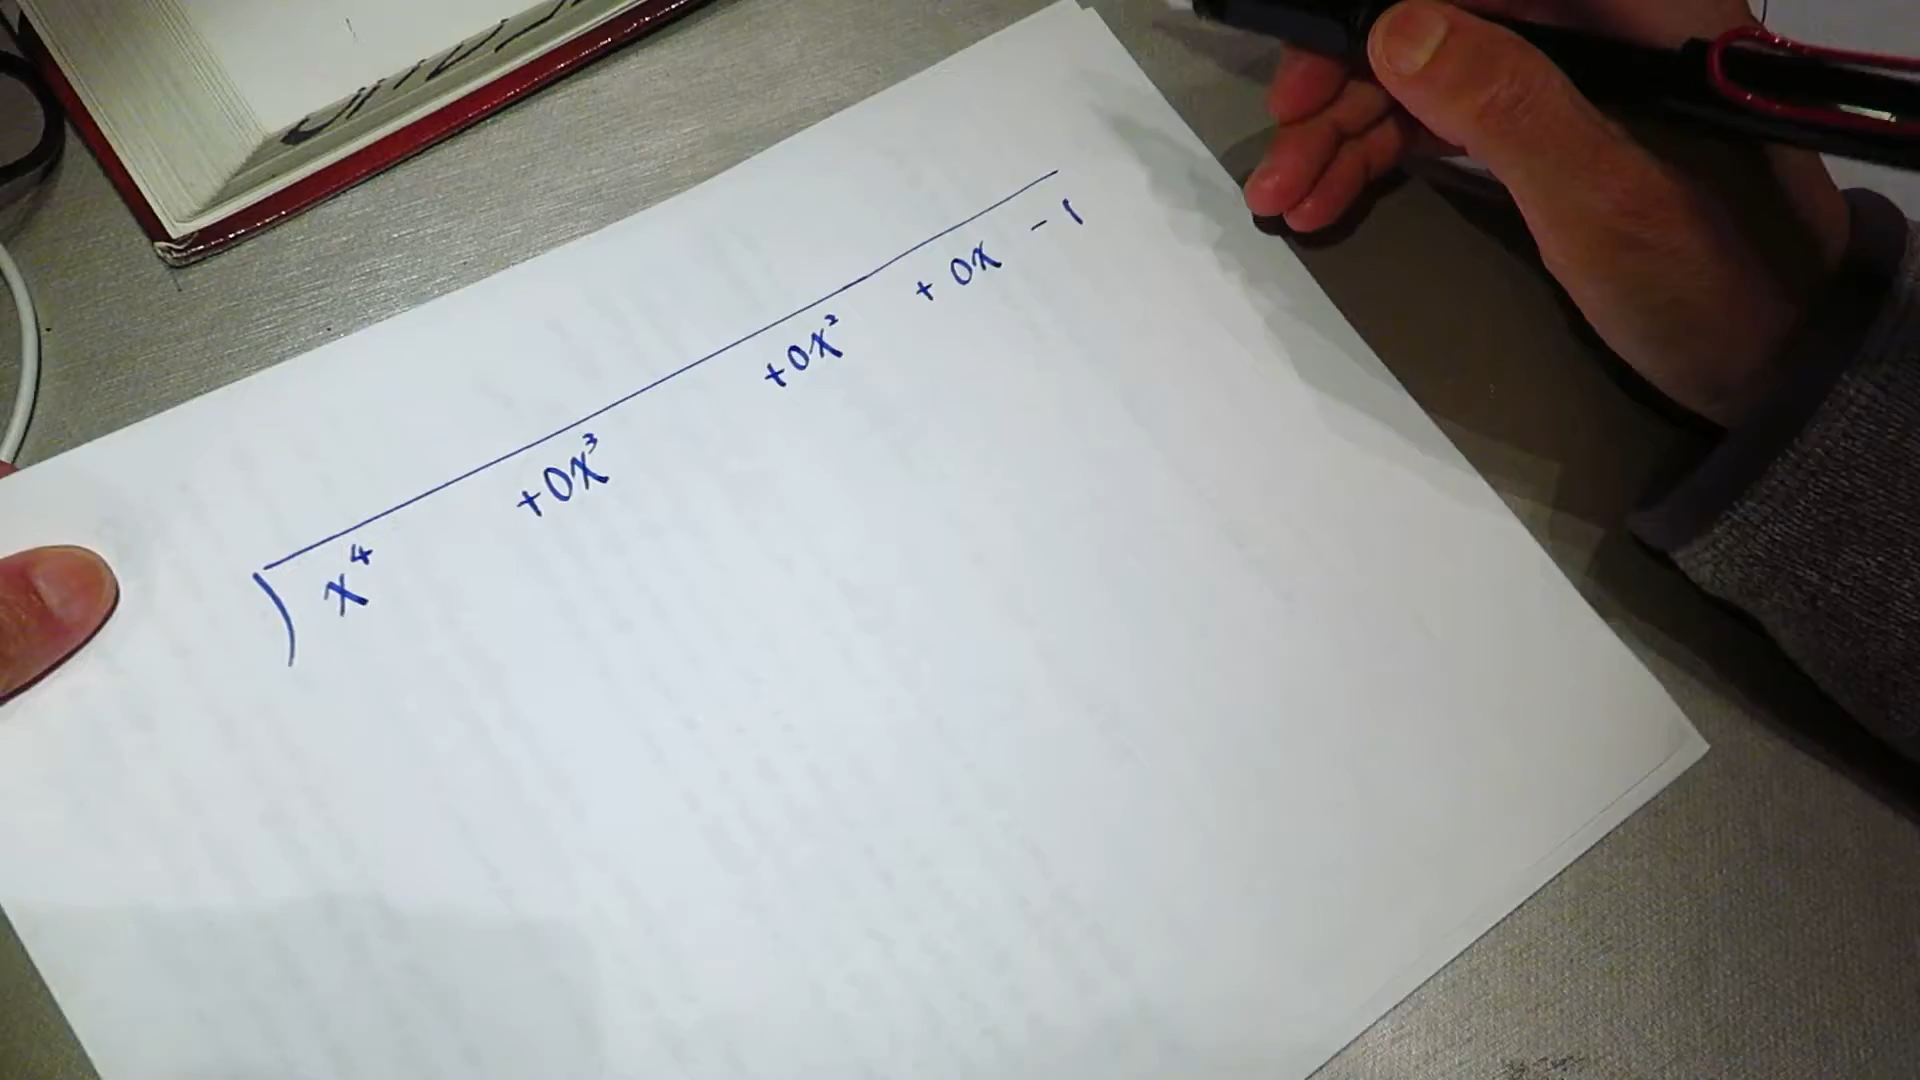 x⁴ +0x³ +0x² + 0x - 1